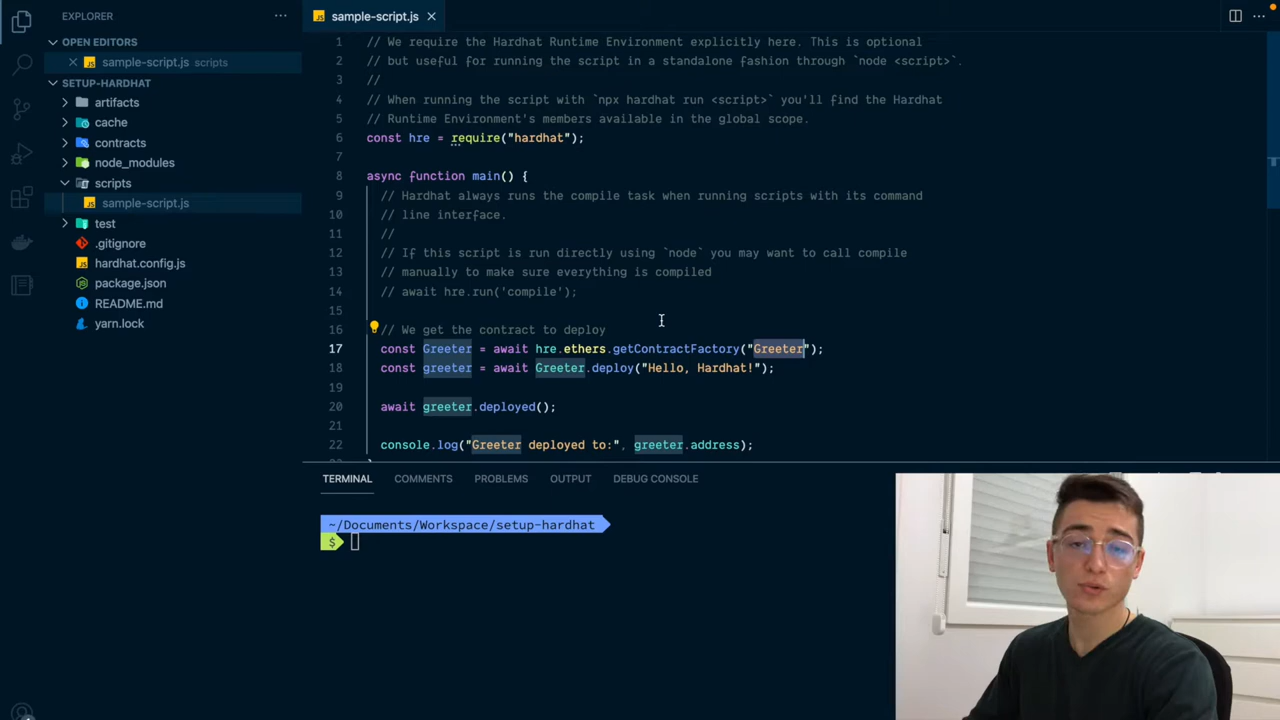 EXPLORER
sample-script.js
OPEN EDITORS
sample-script.js scripts
SETUP-HARDHAT
artifacts
cache
contracts
node_modules
scripts
sample-script.js
test
.gitignore
hardhat.config.js
package.json
README.md
yarn.lock
1 // We require the Hardhat Runtime Environment explicitly here. This is optional
2 // but useful for running the script in a standalone fashion through `node <script>`.
3 //
4 // When running the script with `npx hardhat run <script>` you'll find the Hardhat
5 // Runtime Environment's members available in the global scope.
6 const hre = require("hardhat");
7
8 async function main() {
9 // Hardhat always runs the compile task when running scripts with its command
10 // line interface.
11 //
12 // If this script is run directly using `node` you may want to call compile
13 // manually to make sure everything is compiled
14 // await hre.run('compile');
15
16 // We get the contract to deploy
17 const Greeter = await hre.ethers.getContractFactory("Greeter");
18 const greeter = await Greeter.deploy("Hello, Hardhat!");
19
20 await greeter.deployed();
21
22 console.log("Greeter deployed to:", greeter.address);
TERMINAL COMMENTS PROBLEMS OUTPUT DEBUG CONSOLE
~/Documents/Workspace/setup-hardhat
$